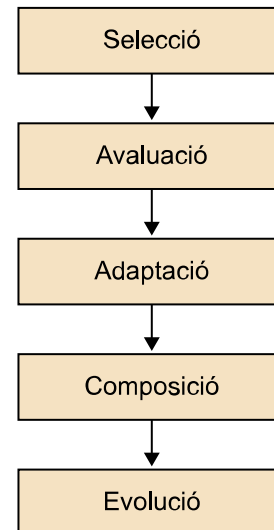 Selecció
Avaluació
Adaptació
Composició
Evolució